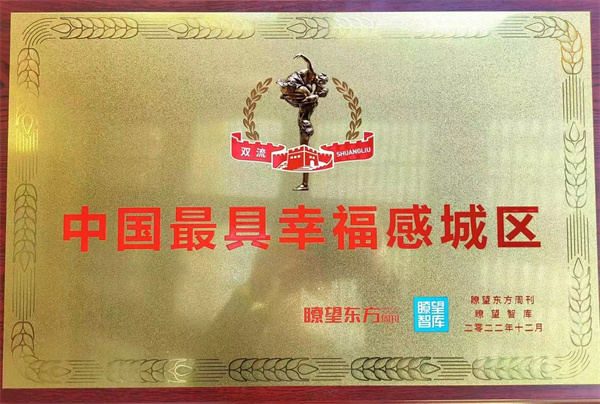 双流 SHUANGLIU
中国最具幸福感城区
瞭望东方周刊
瞭望
智库
瞭望东方周刊
瞭望智库
二零二二年十二月